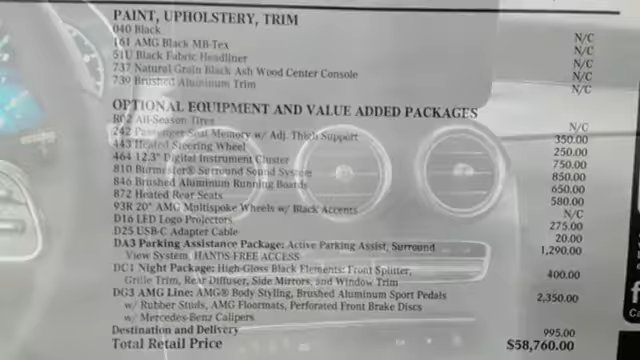 PAINT, UPHOLSTERY, TRIM
040 Black N/C
161 AMG Black MB-Tex N/C
51U Black Fabric Headliner N/C
737 Natural Grain Black Ash Wood Center Console N/C
739 Brushed Aluminum Trim N/C
OPTIONAL EQUIPMENT AND VALUE ADDED PACKAGES
R02 All-Season Tires N/C
242 Passenger Seat Memory w/ Adj. Thigh Support 350.00
443 Heated Steering Wheel 250.00
464 12.3" Digital Instrument Cluster 750.00
810 Burmester® Surround Sound System 850.00
846 Brushed Aluminum Running Boards 650.00
872 Heated Rear Seats 580.00
93R 20" AMG Multispoke Wheels w/ Black Accents N/C
D16 LED Logo Projectors 275.00
D25 USB-C Adapter Cable 20.00
DA3 Parking Assistance Package: Active Parking Assist, Surround 1,290.00
View System, HANDS-FREE ACCESS
DC1 Night Package: High-Gloss Black Elements: Front Splitter, 400.00
Grille Trim, Rear Diffuser, Side Mirrors, and Window Trim
DG3 AMG Line: AMG® Body Styling, Brushed Aluminum Sport Pedals 2,350.00
w/ Rubber Studs, AMG Floormats, Perforated Front Brake Discs
w/ Mercedes-Benz Calipers
Destination and Delivery 995.00
Total Retail Price $58,760.00